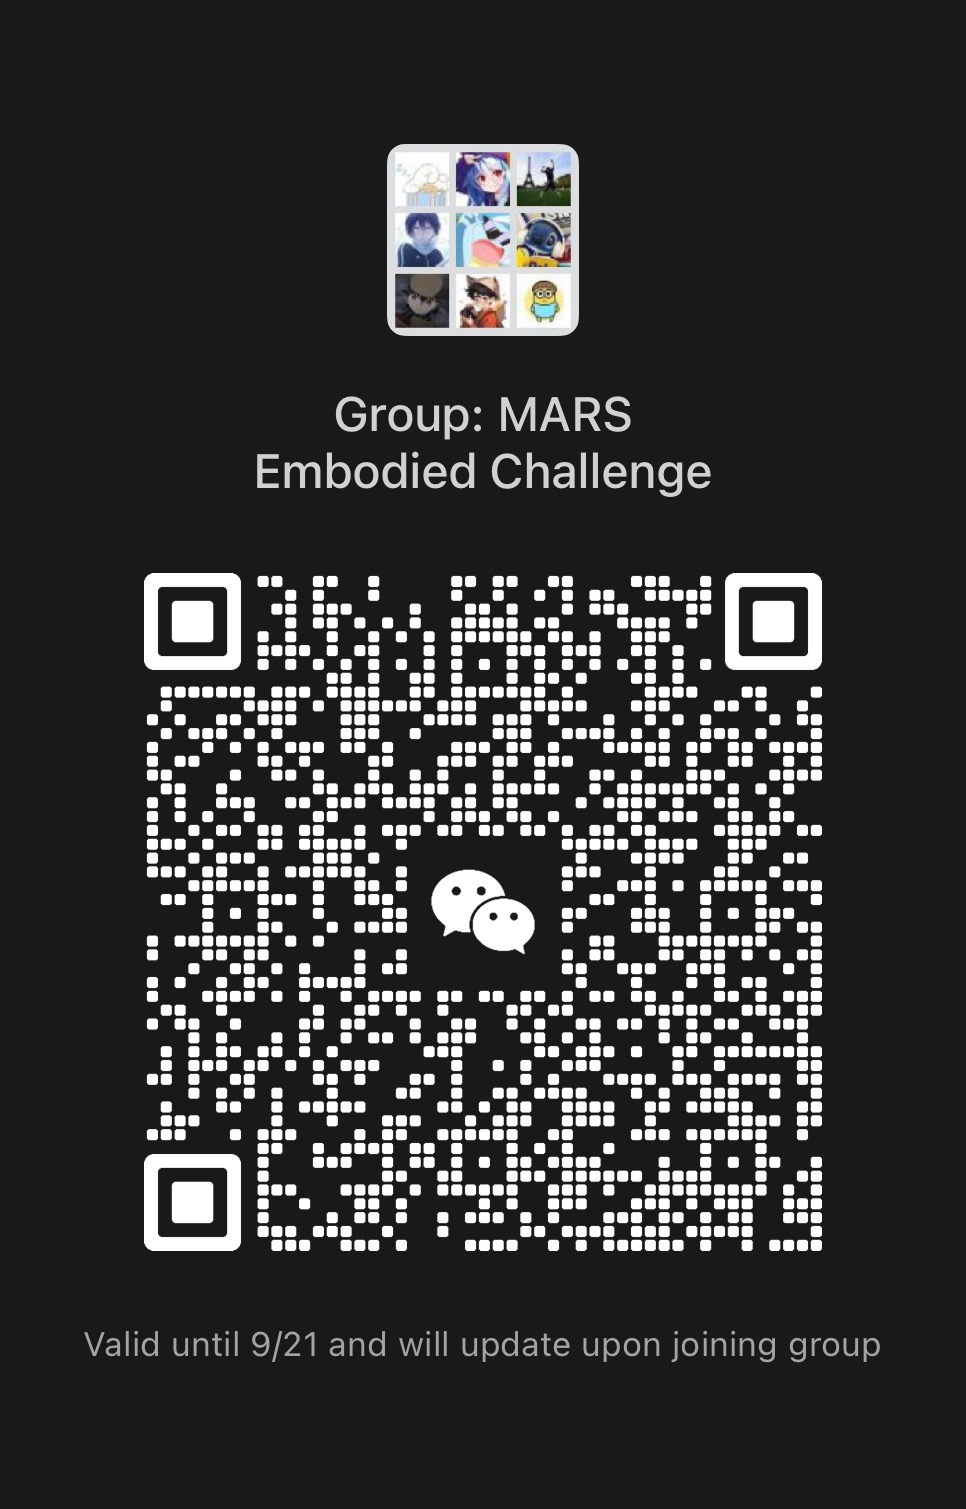 Group: MARS
Embodied Challenge
Valid until 9/21 and will update upon joining group